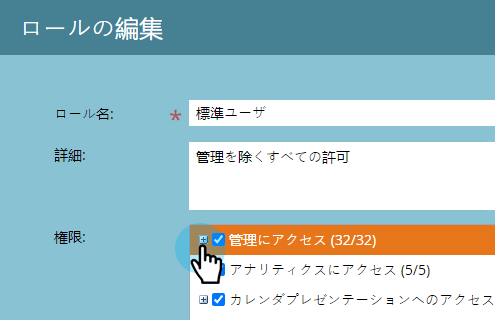 ロールの編集
ロール名: * 標準ユーザ
詳細: 管理を除くすべての許可
権限: 管理にアクセス (32/32)
アナリティクスにアクセス (5/5)
カレンダプレゼンテーションへのアクセス